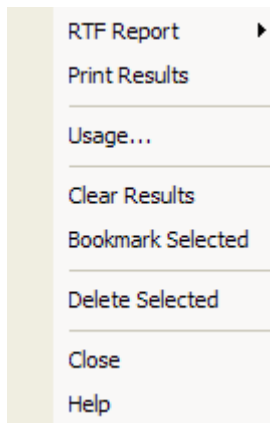 RTF Report
Print Results
Usage...
Clear Results
Bookmark Selected
Delete Selected
Close
Help